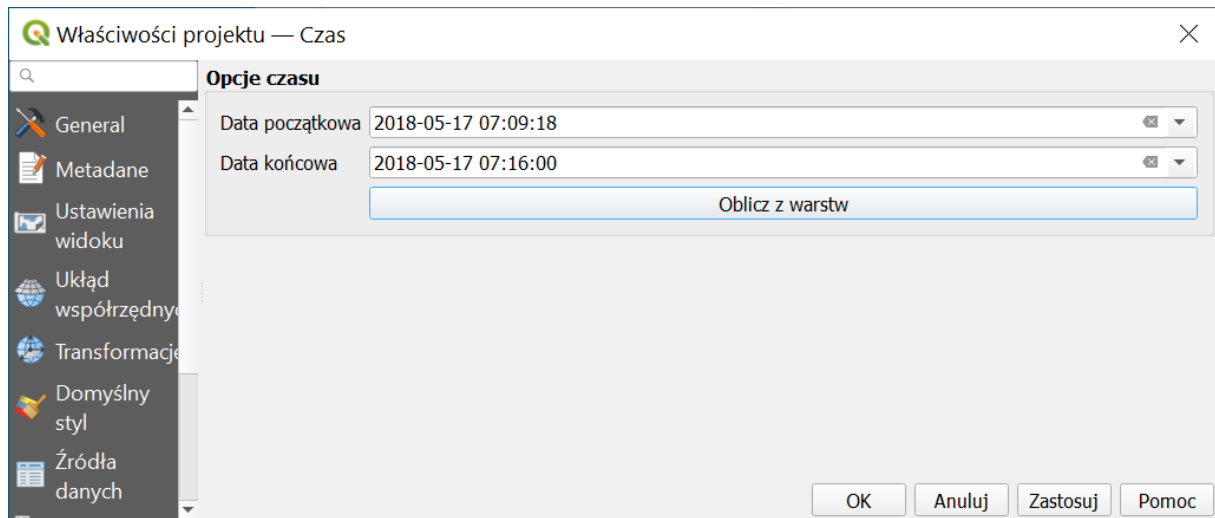 Właściwości projektu — Czas
Opcje czasu
General
Metadane
Ustawienia
widoku
Układ
współrzędny
Transformacje
Domyślny
styl
Źródła
danych
Data początkowa 2018-05-17 07:09:18
Data końcowa 2018-05-17 07:16:00
Oblicz z warstw
OK Anuluj Zastosuj Pomoc